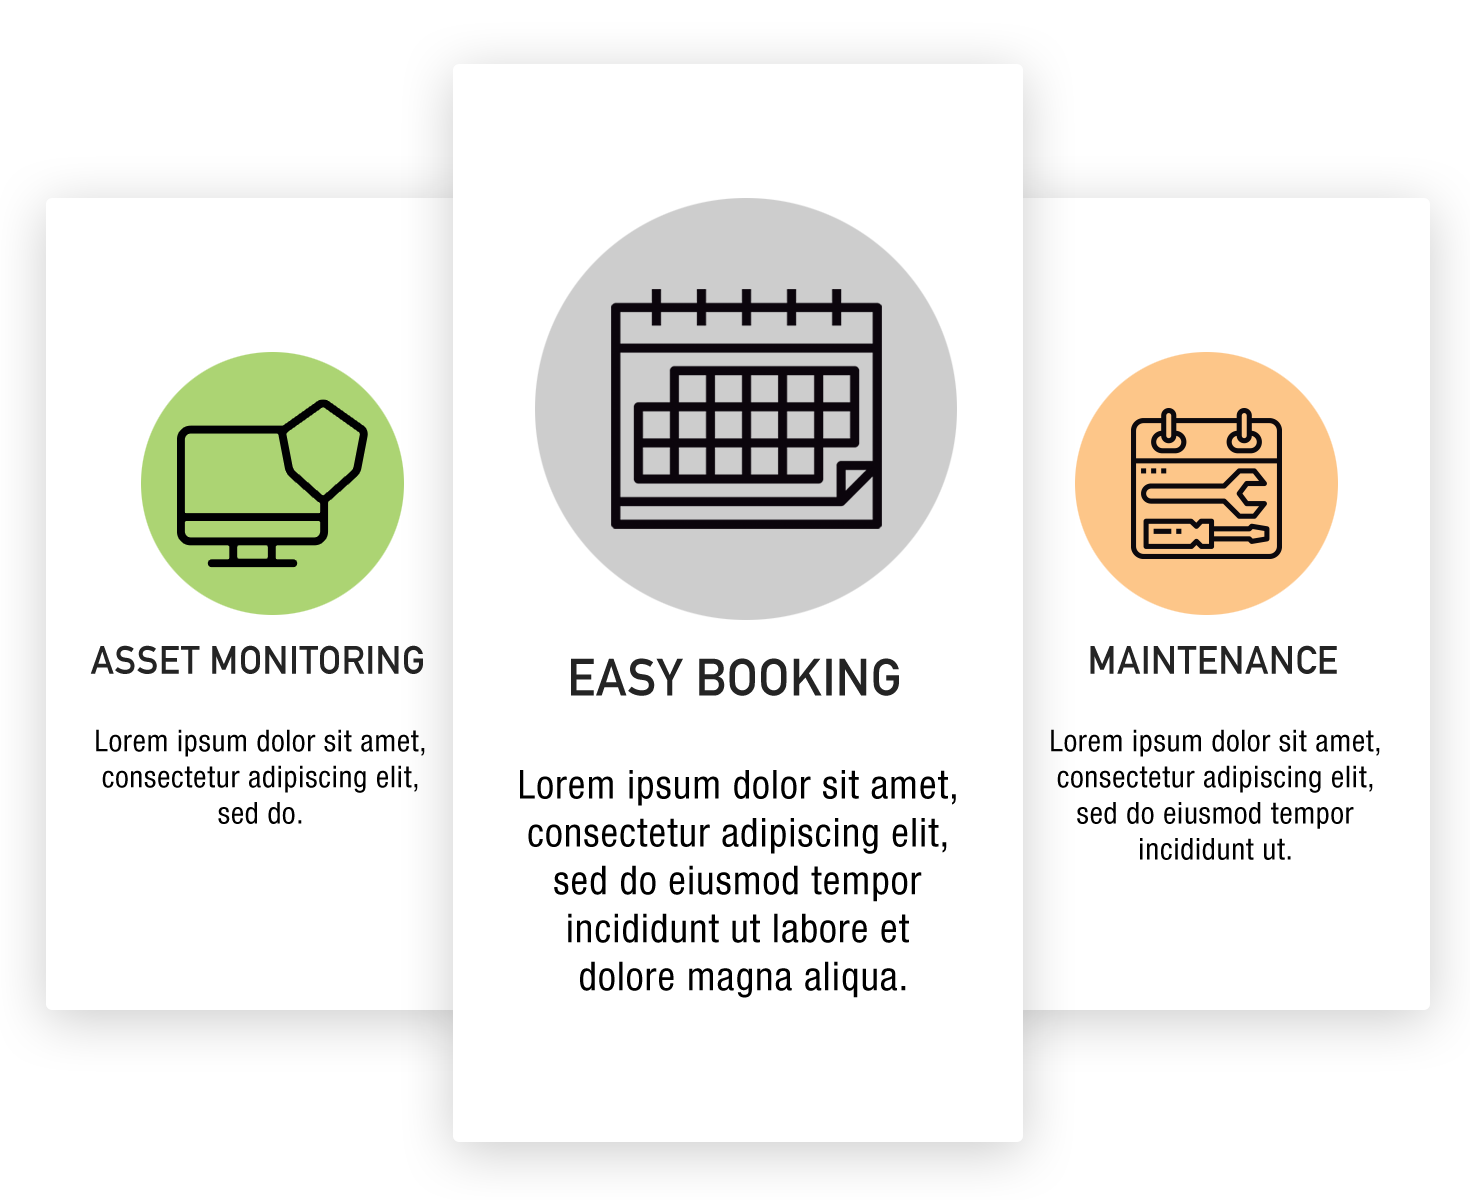 ASSET MONITORING
Lorem ipsum dolor sit amet,
consectetur adipiscing elit,
sed do.
EASY BOOKING
Lorem ipsum dolor sit amet,
consectetur adipiscing elit,
sed do eiusmod tempor
incididunt ut labore et
dolore magna aliqua.
MAINTENANCE
Lorem ipsum dolor sit amet,
consectetur adipiscing elit,
sed do eiusmod tempor
incididunt ut.